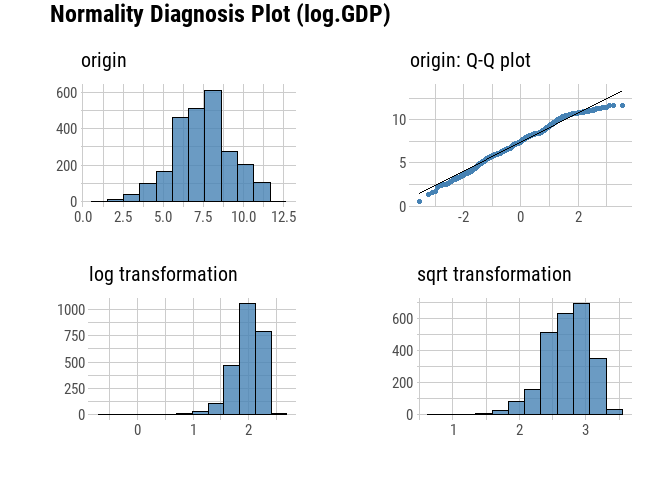 Normality Diagnosis Plot (log.GDP)
origin
600
400
200
0
0.0 2.5 5.0 7.5 10.0 12.5
origin: Q-Q plot
10
5
0
-2 0 2
log transformation
1000
750
500
250
0
0 1 2
sqrt transformation
600
400
200
0
1 2 3